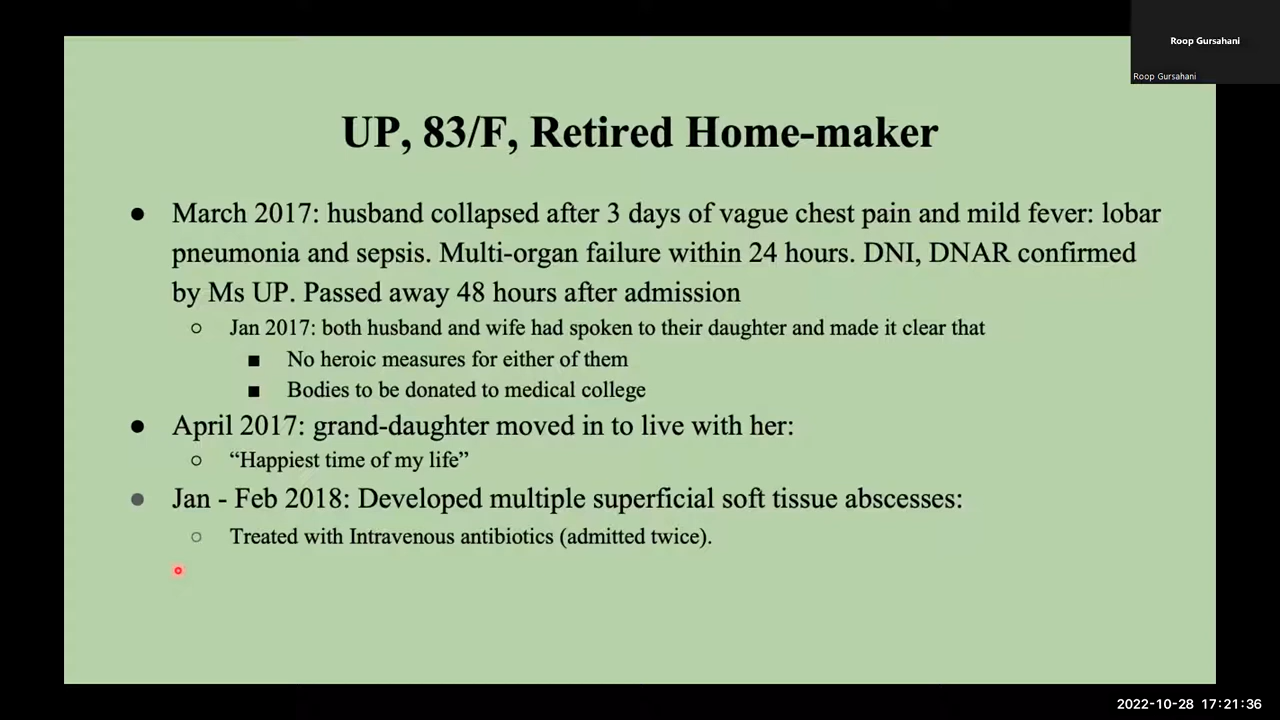 Roop Gursahani
Roop Gursahani
UP, 83/F, Retired Home-maker
● March 2017: husband collapsed after 3 days of vague chest pain and mild fever: lobar
pneumonia and sepsis. Multi-organ failure within 24 hours. DNI, DNAR confirmed
by Ms UP. Passed away 48 hours after admission
○ Jan 2017: both husband and wife had spoken to their daughter and made it clear that
■ No heroic measures for either of them
■ Bodies to be donated to medical college
● April 2017: grand-daughter moved in to live with her:
○ “Happiest time of my life”
● Jan - Feb 2018: Developed multiple superficial soft tissue abscesses:
○ Treated with Intravenous antibiotics (admitted twice).
2022-10-28 17:21:36